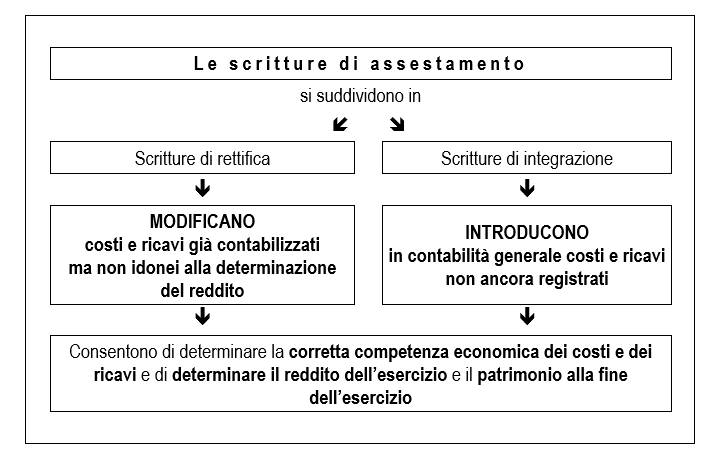 Le scritture di assestamento
si suddividono in
Scritture di rettifica
Scritture di integrazione
MODIFICANO
costi e ricavi già contabilizzati
ma non idonei alla determinazione
del reddito
INTRODUCONO
in contabilità generale costi e ricavi
non ancora registrati
Consentono di determinare la corretta competenza economica dei costi e dei
ricavi e di determinare il reddito dell'esercizio e il patrimonio alla fine
dell'esercizio